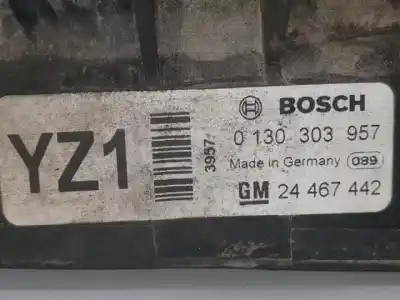 YZ1
3957
BOSCH
0 130 303 957
Made in Germany 089
GM 24 467 442